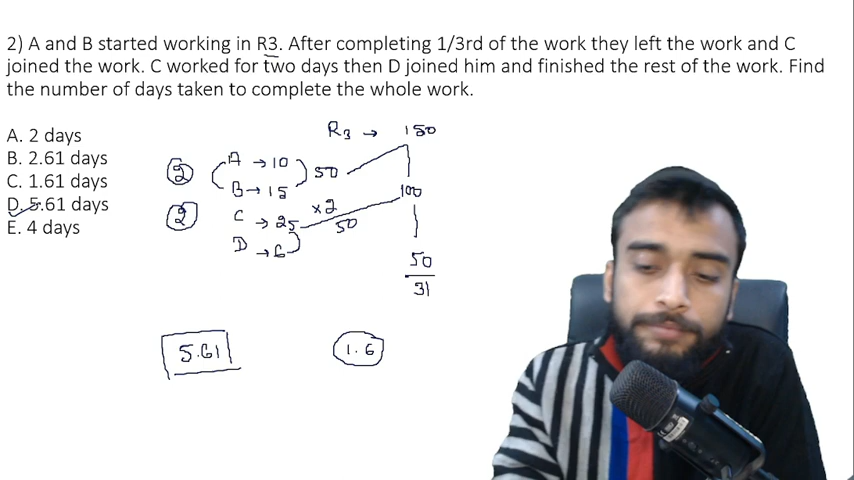 2) A and B started working in R3. After completing 1/3rd of the work they left the work and C
joined the work. C worked for two days then D joined him and finished the rest of the work. Find
the number of days taken to complete the whole work.
A. 2 days
B. 2.61 days
C. 1.61 days
D. 5.61 days
E. 4 days
R3 → 150
2 A → 10
B → 15 50
100
2 C → 25 ×2
50
D → 6
50
31
5.61 1.6